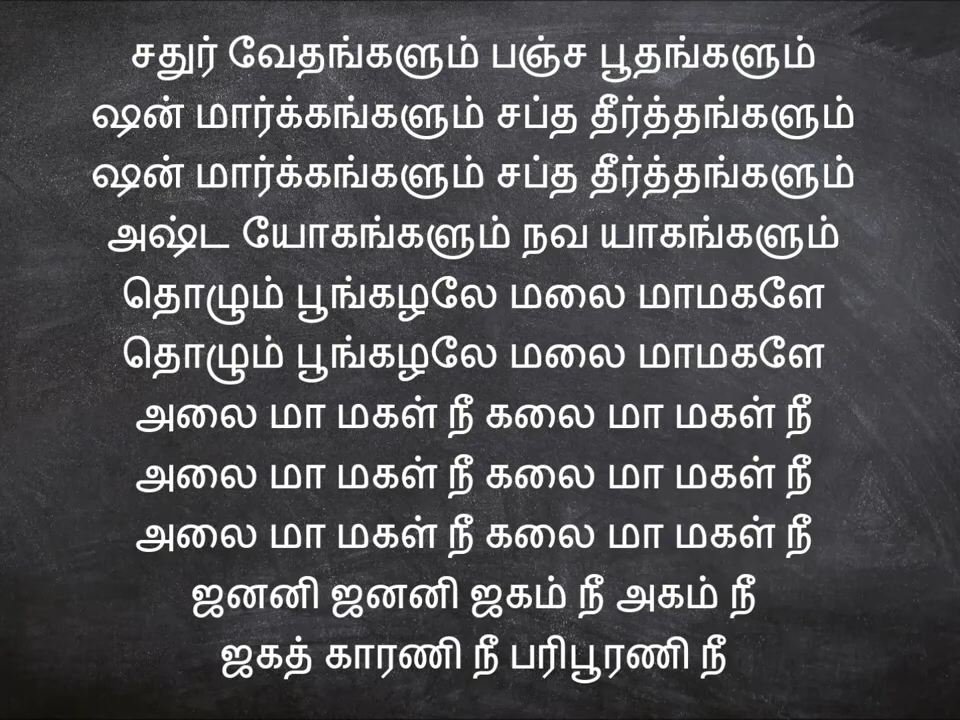 சதுர் வேதங்களும் பஞ்ச பூதங்களும்
ஷன் மார்க்கங்களும் சப்த தீர்த்தங்களும்
ஷன் மார்க்கங்களும் சப்த தீர்த்தங்களும்
அஷ்ட யோகங்களும் நவ யாகங்களும்
தொழும் பூங்கழலே மலை மாமகளே
தொழும் பூங்கழலே மலை மாமகளே
அலை மா மகள் நீ கலை மா மகள் நீ
அலை மா மகள் நீ கலை மா மகள் நீ
அலை மா மகள் நீ கலை மா மகள் நீ
ஜனனி ஜனனி ஜகம் நீ அகம் நீ
ஜகத் காரணி நீ பரிபூரணி நீ